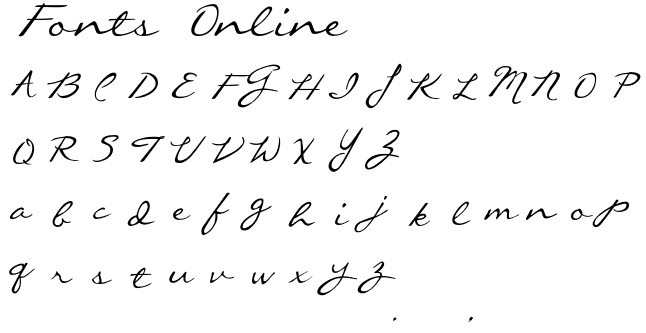 Fonts Online
A B C D E F G H I J K L M N O P
Q R S T U V W X Y Z
a b c d e f g h i j k l m n o p
q r s t u v w x y z